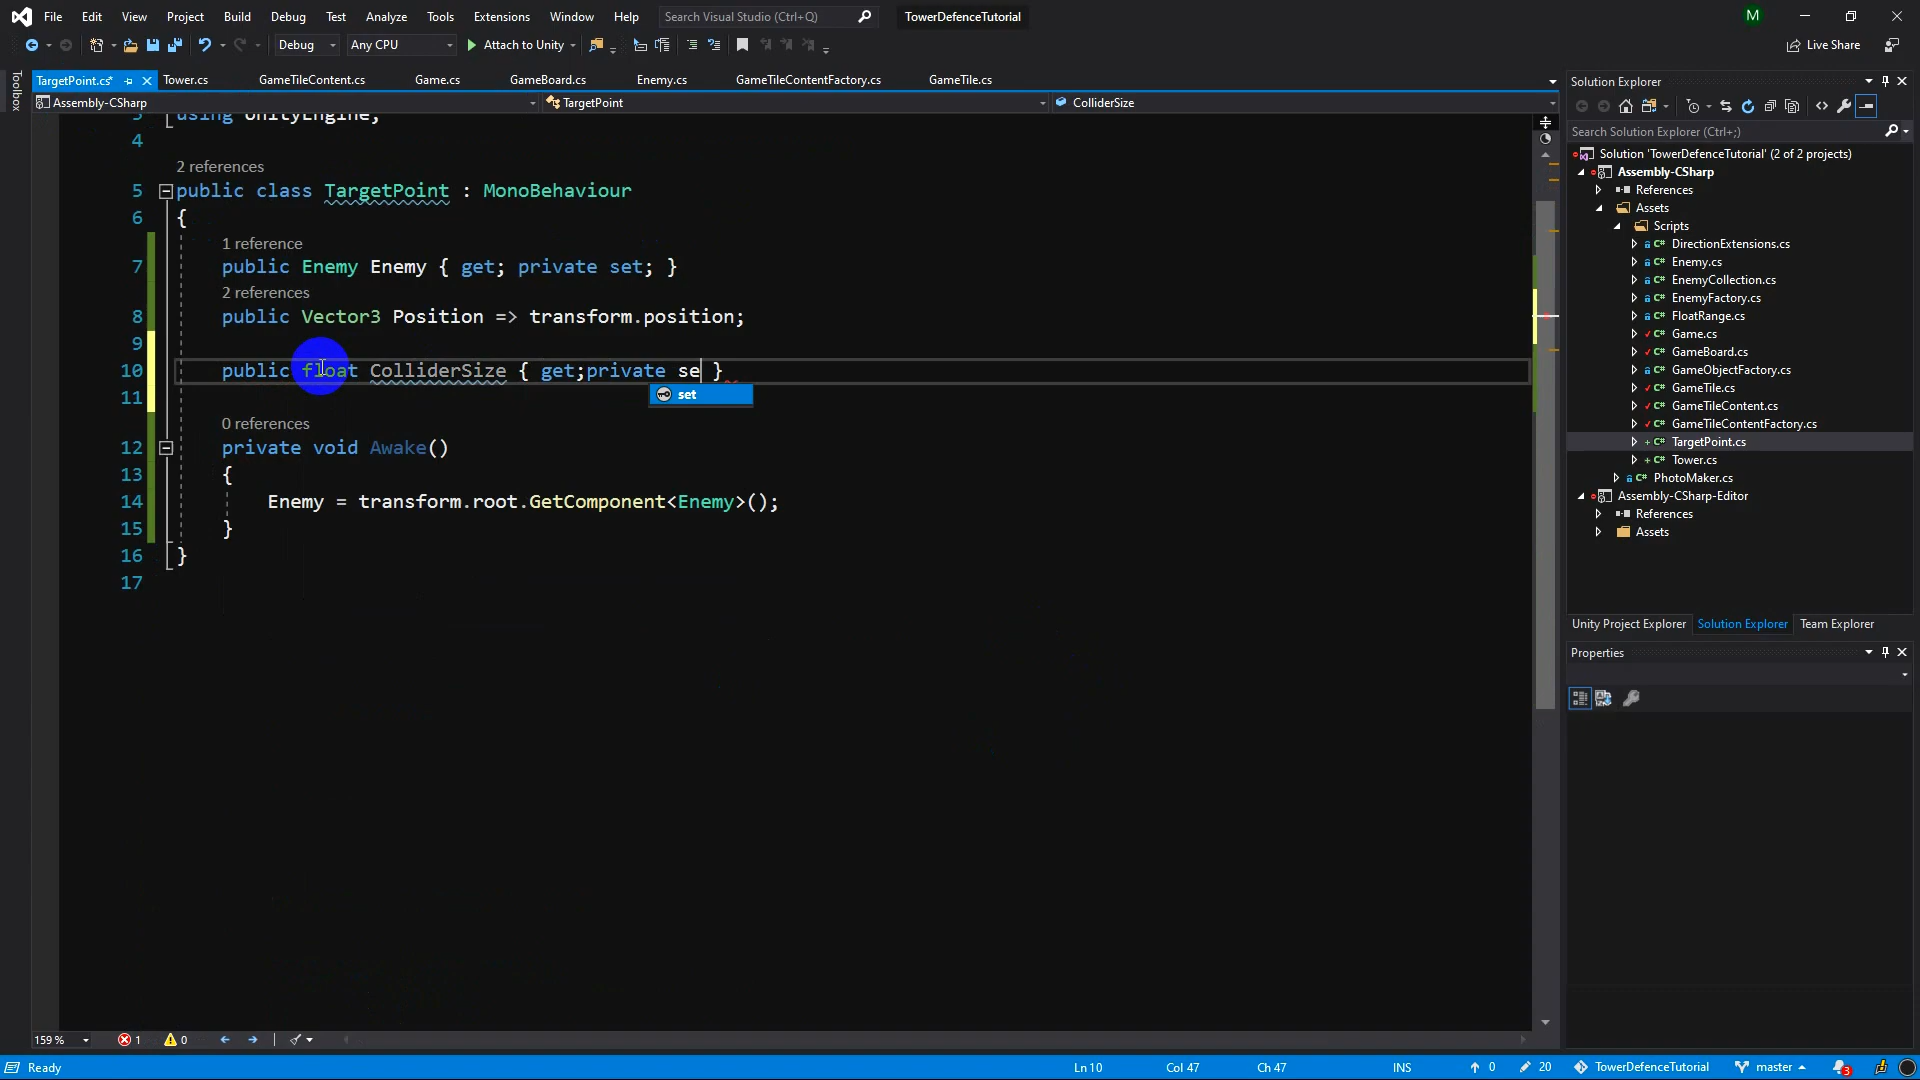 File Edit View Project Build Debug Test Analyze Tools Extensions Window Help Search Visual Studio (Ctrl+Q) TowerDefenceTutorial M
Debug Any CPU Attach to Unity Live Share
Toolbox
TargetPoint.cs* Tower.cs GameTileContent.cs Game.cs GameBoard.cs Enemy.cs GameTileContentFactory.cs GameTile.cs
Assembly-CSharp TargetPoint ColliderSize
3 using UnityEngine;
4
2 references
5 public class TargetPoint : MonoBehaviour
6 {
1 reference
7 public Enemy Enemy { get; private set; }
2 references
8 public Vector3 Position => transform.position;
9
10 public float ColliderSize { get;private se }
set
11
0 references
12 private void Awake()
13 {
14 Enemy = transform.root.GetComponent<Enemy>();
15 }
16 }
17
Solution Explorer
Search Solution Explorer (Ctrl+;)
Solution 'TowerDefenceTutorial' (2 of 2 projects)
Assembly-CSharp
References
Assets
Scripts
C# DirectionExtensions.cs
C# Enemy.cs
C# EnemyCollection.cs
C# EnemyFactory.cs
C# FloatRange.cs
C# Game.cs
C# GameBoard.cs
C# GameObjectFactory.cs
C# GameTile.cs
C# GameTileContent.cs
C# GameTileContentFactory.cs
C# TargetPoint.cs
C# Tower.cs
C# PhotoMaker.cs
Assembly-CSharp-Editor
References
Assets
Unity Project Explorer Solution Explorer Team Explorer
Properties
159 % 1 0
Ready Ln 10 Col 47 Ch 47 INS 0 20 TowerDefenceTutorial master 3